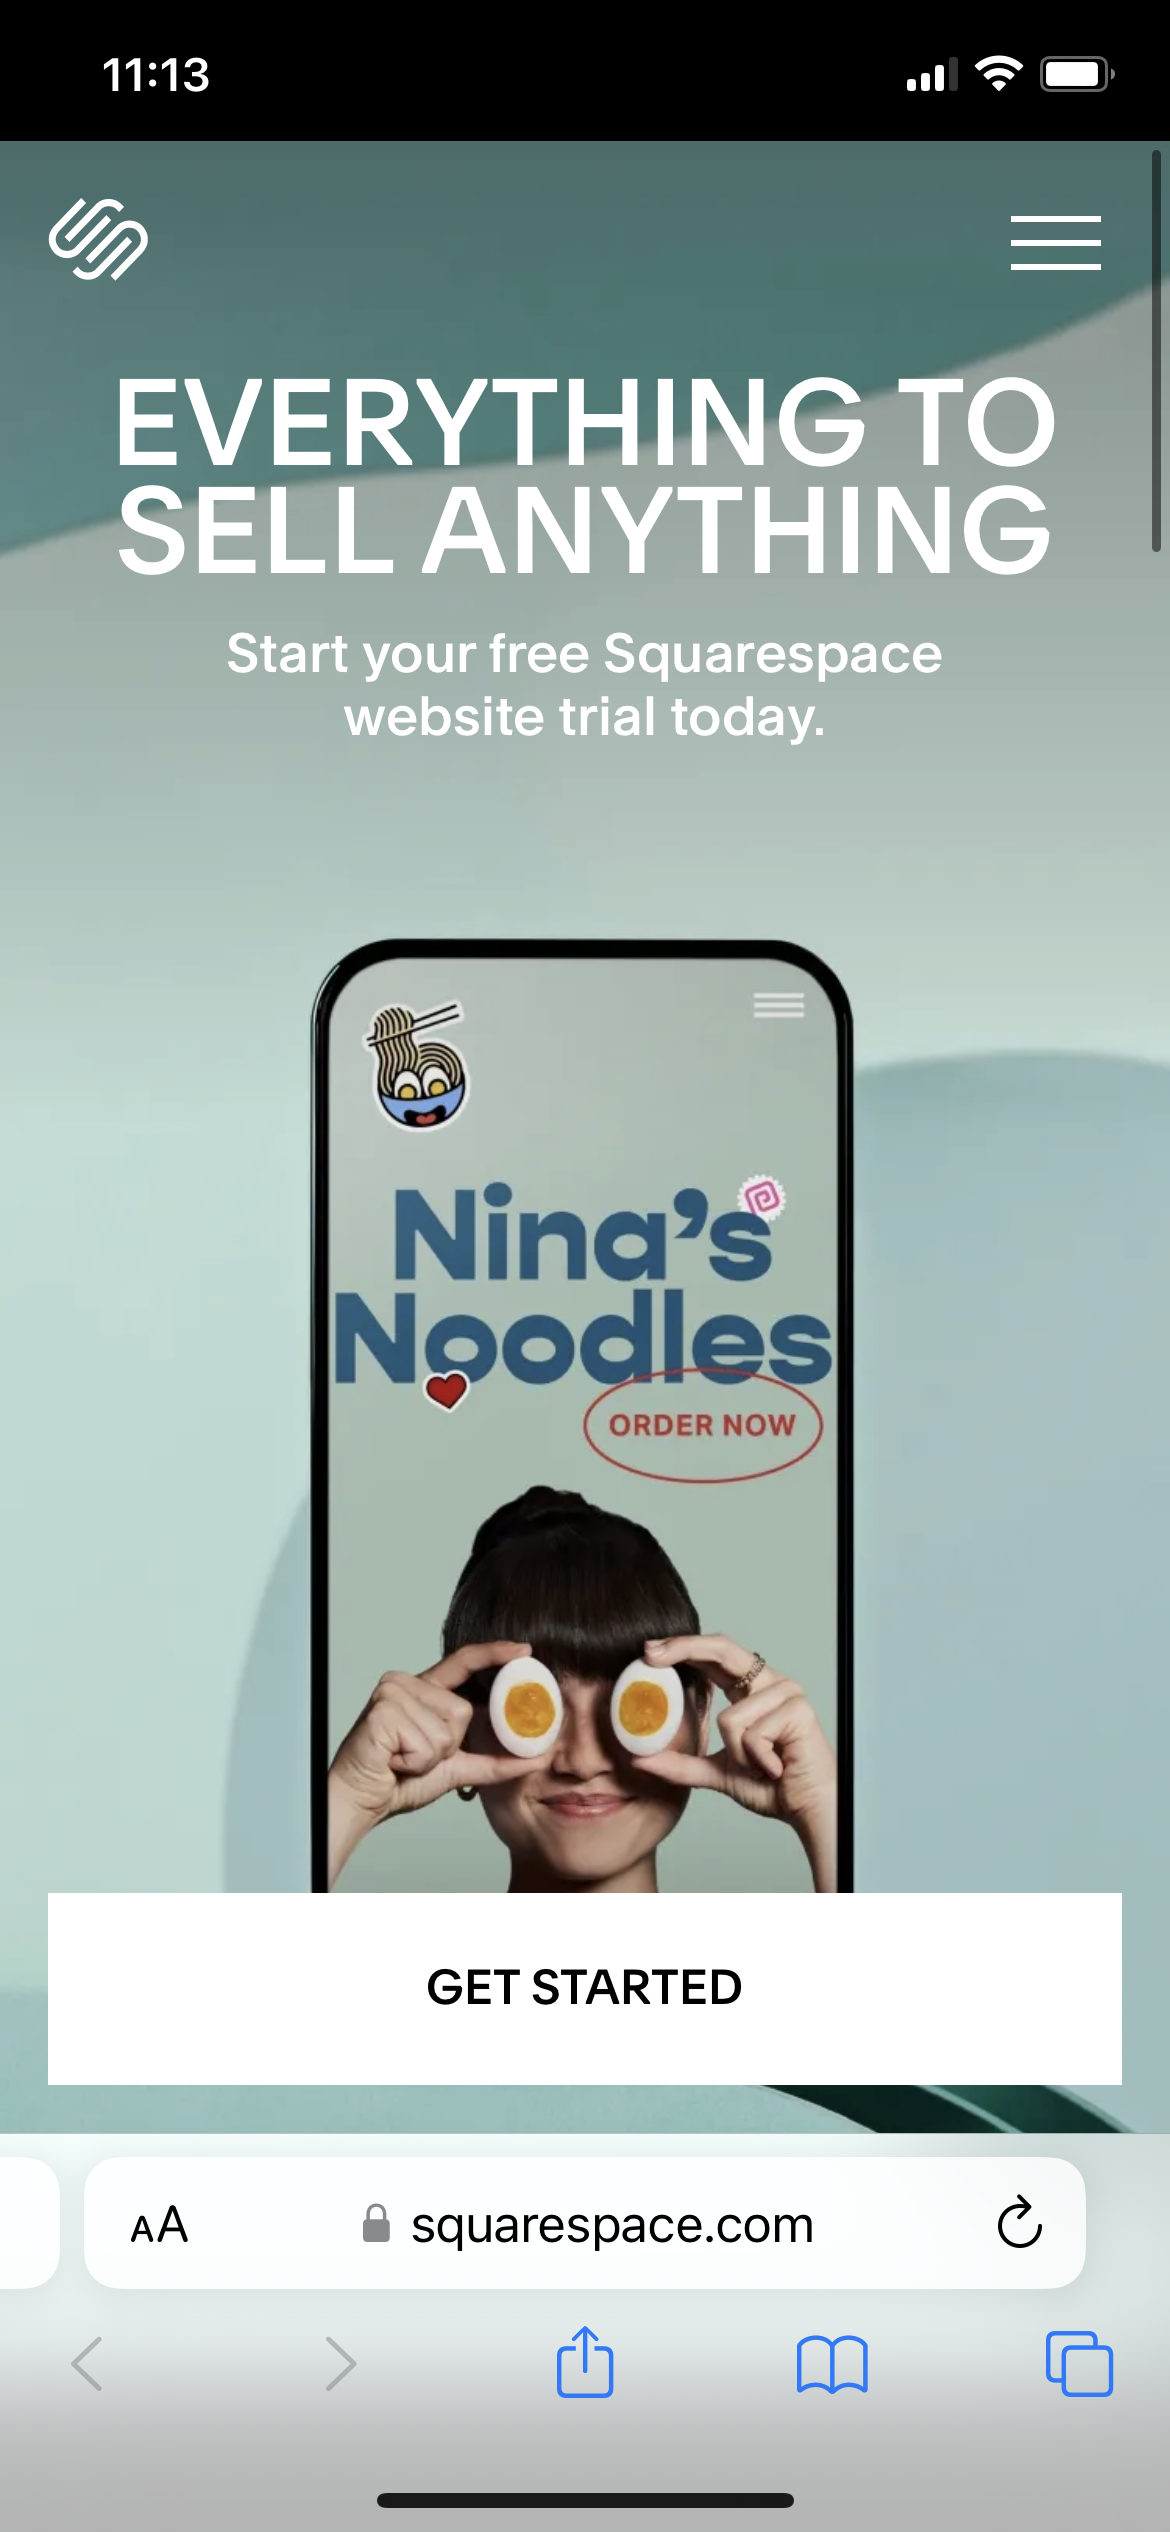 11:13
EVERYTHING TO
SELL ANYTHING
Start your free Squarespace
website trial today.
Nina’s
Noodles
ORDER NOW
GET STARTED
AA
squarespace.com